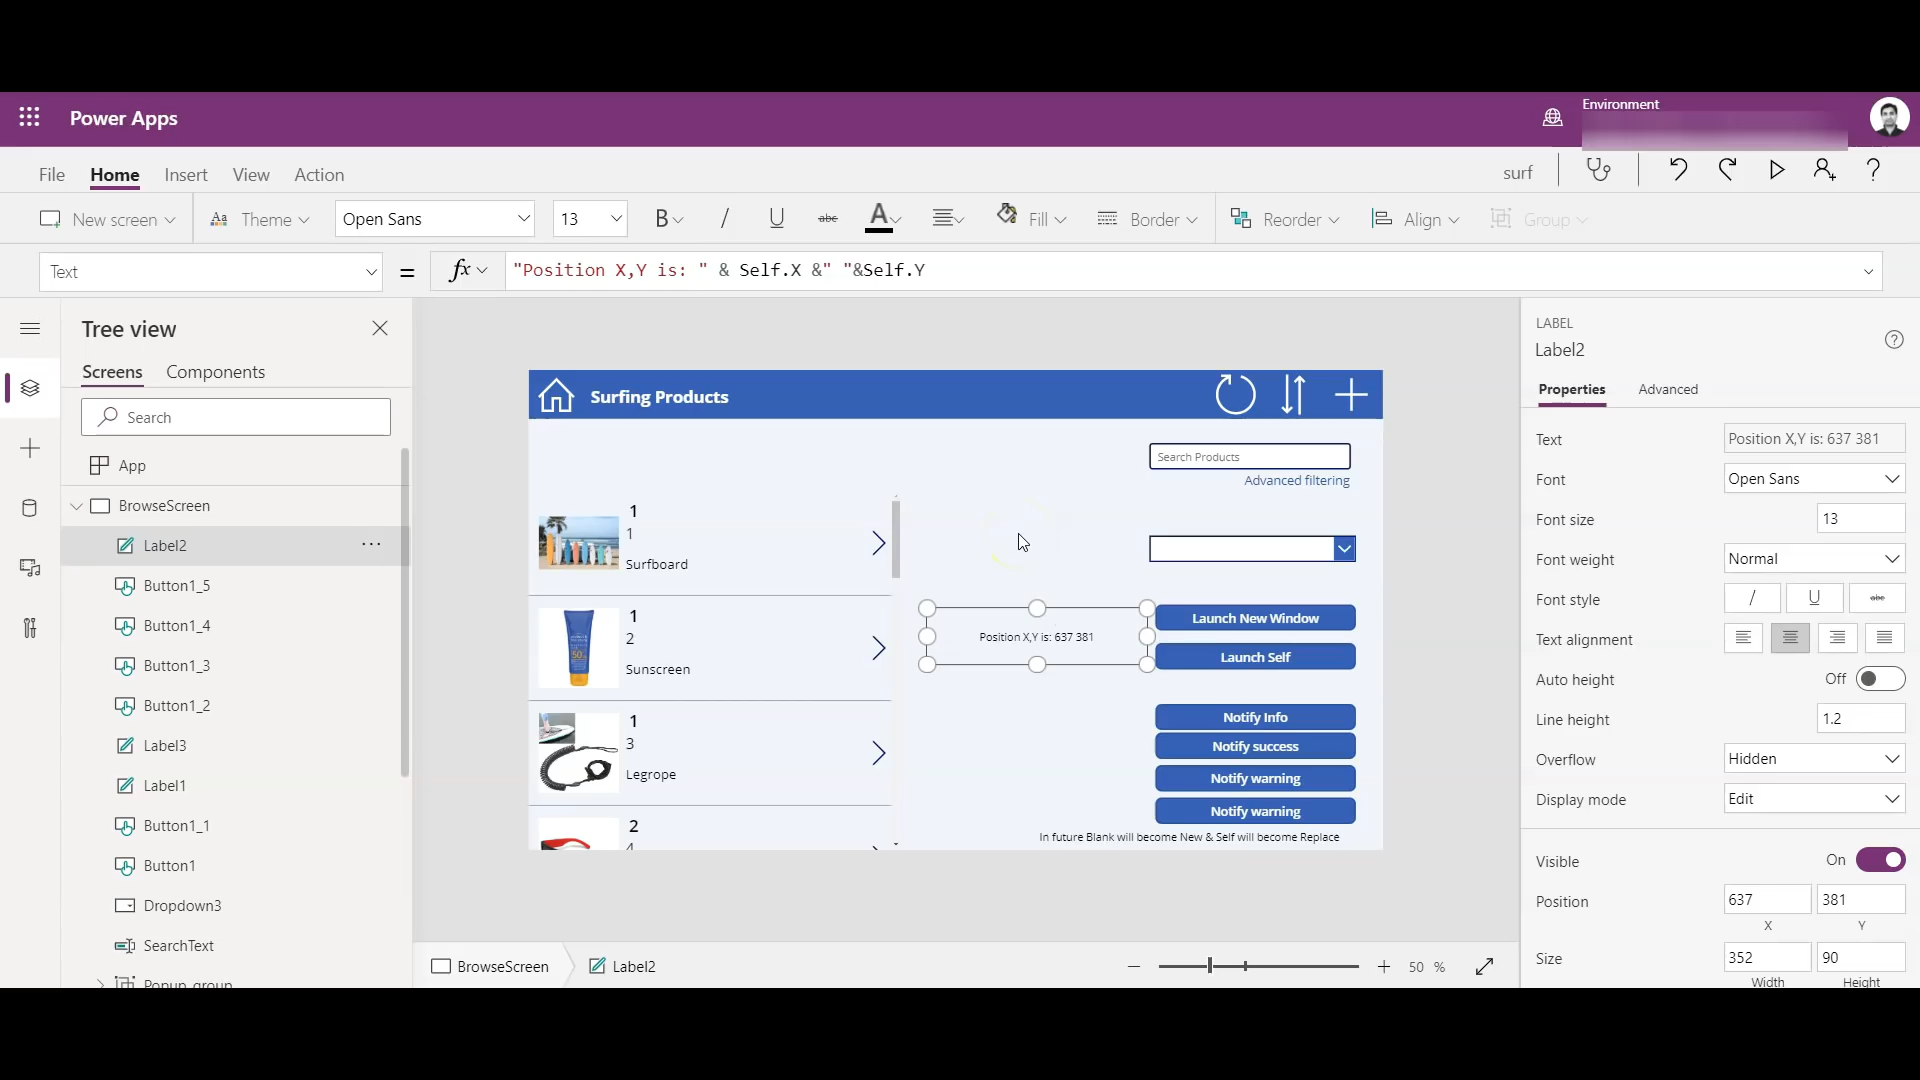 Power Apps
Environment
File Home Insert View Action surf
New screen Theme Open Sans 13 B / U abc A Fill Border Reorder Align Group
Text = fx "Position X,Y is: " & Self.X &" "&Self.Y
Tree view
Screens Components
Search
App
BrowseScreen
Label2 ...
Button1_5
Button1_4
Button1_3
Button1_2
Label3
Label1
Button1_1
Button1
Dropdown3
SearchText
Popup_group
Surfing Products
Search Products
Advanced filtering
1
1
Surfboard
1
2
Sunscreen
1
3
Legrope
2
4
Position X,Y is: 637 381
Launch New Window
Launch Self
Notify Info
Notify success
Notify warning
Notify warning
In future Blank will become New & Self will become Replace
BrowseScreen Label2
50 %
LABEL
Label2
Properties Advanced
Text Position X,Y is: 637 381
Font Open Sans
Font size 13
Font weight Normal
Font style / U abc
Text alignment
Auto height Off
Line height 1.2
Overflow Hidden
Display mode Edit
Visible On
Position 637 381
X Y
Size 352 90
Width Height